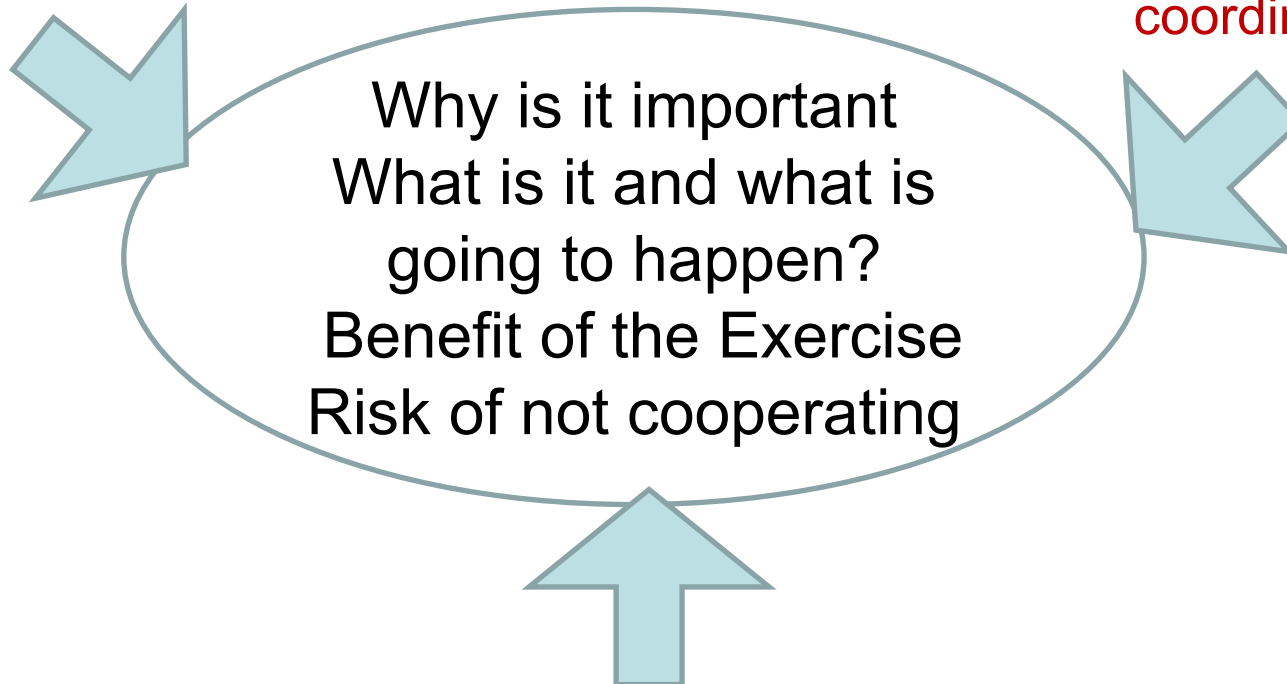 Why is it important
What is it and what is
going to happen?
Benefit of the Exercise
Risk of not cooperating